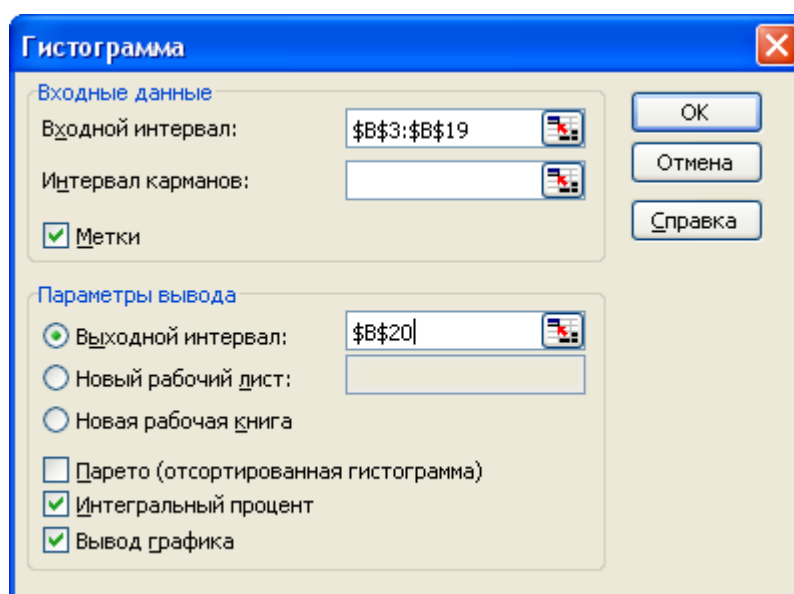 Гистограмма
Входные данные
Входной интервал: $B$3:$B$19
Интервал карманов:
Метки
OK
Отмена
Справка
Параметры вывода
Выходной интервал: $B$20
Новый рабочий лист:
Новая рабочая книга
Парето (отсортированная гистограмма)
Интегральный процент
Вывод графика